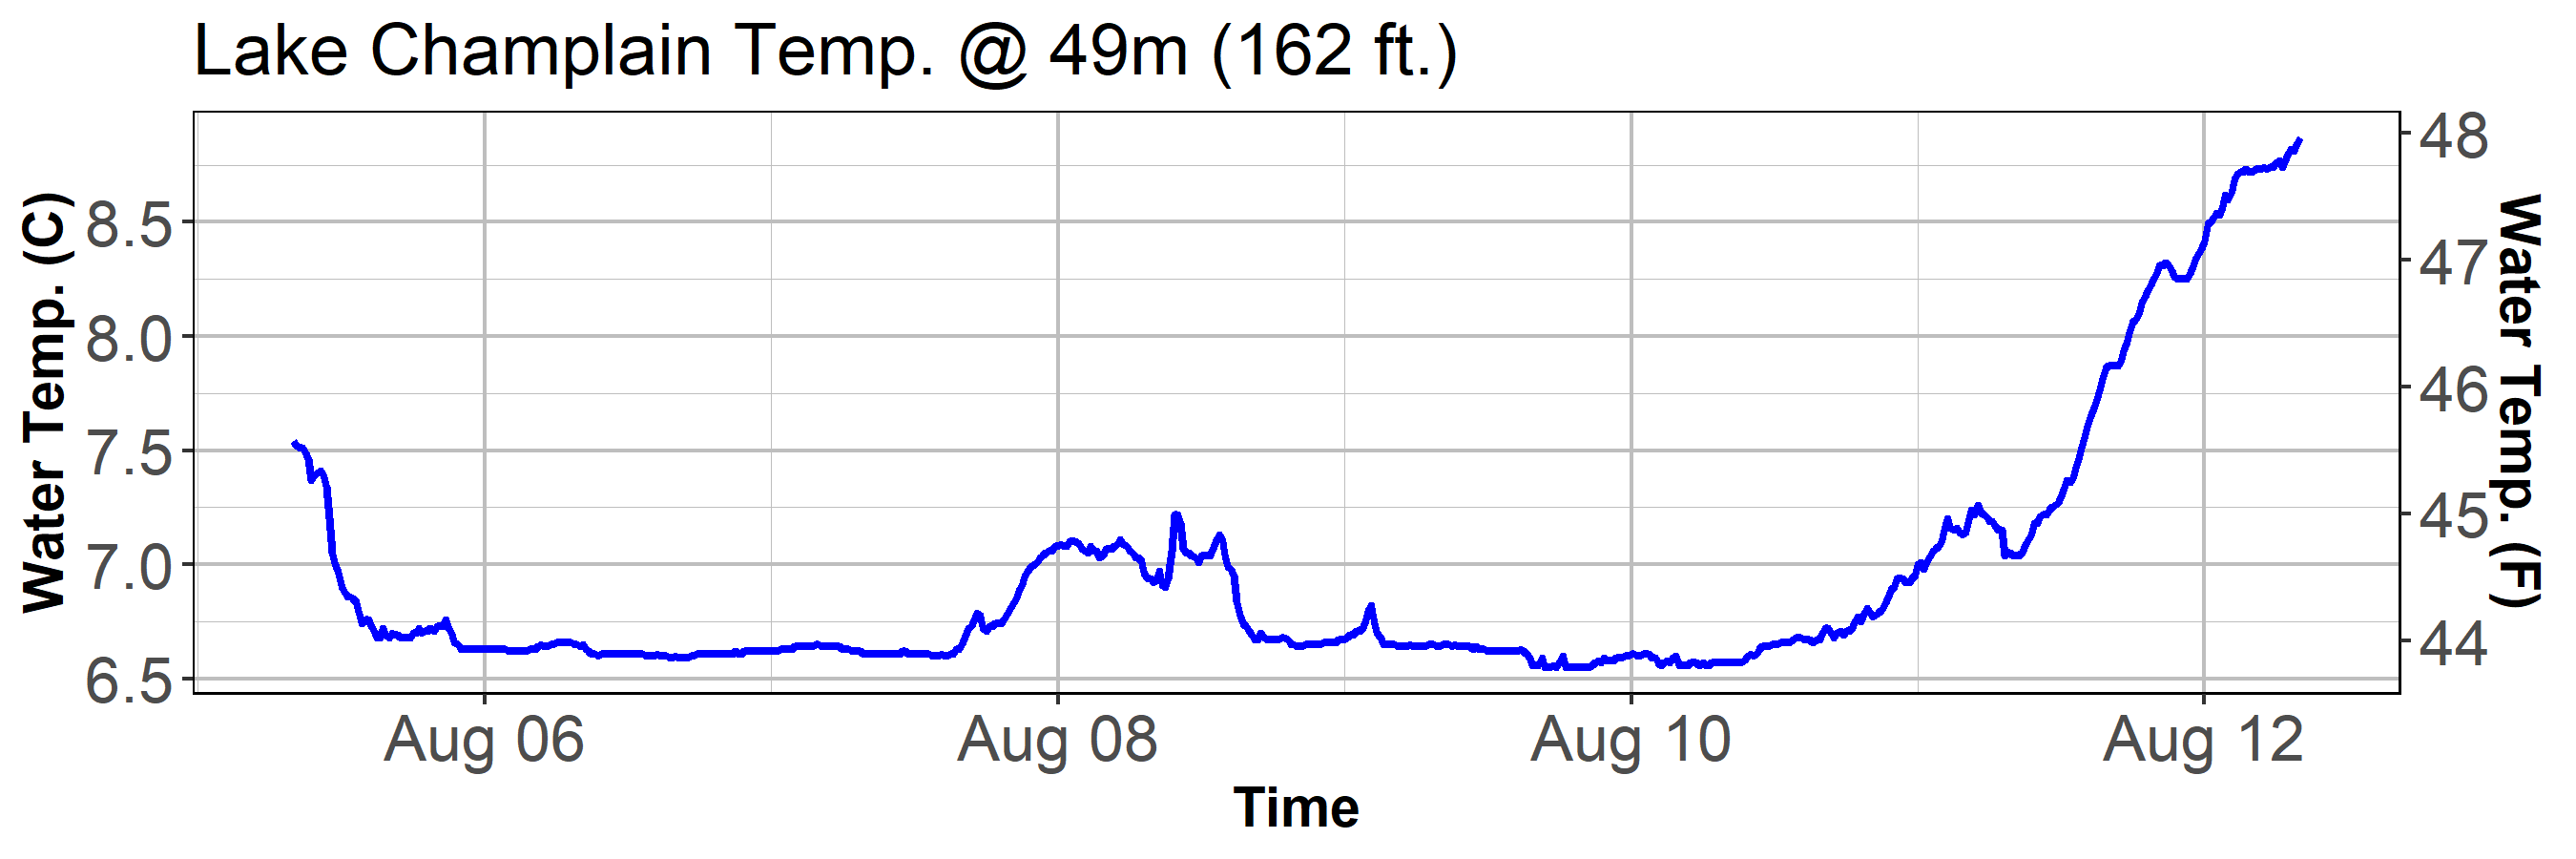 Lake Champlain Temp. @ 49m (162 ft.)
Water Temp. (C)
8.5
8.0
7.5
7.0
6.5
48
47
46
45
44
Water Temp. (F)
Aug 06 Aug 08 Aug 10 Aug 12
Time